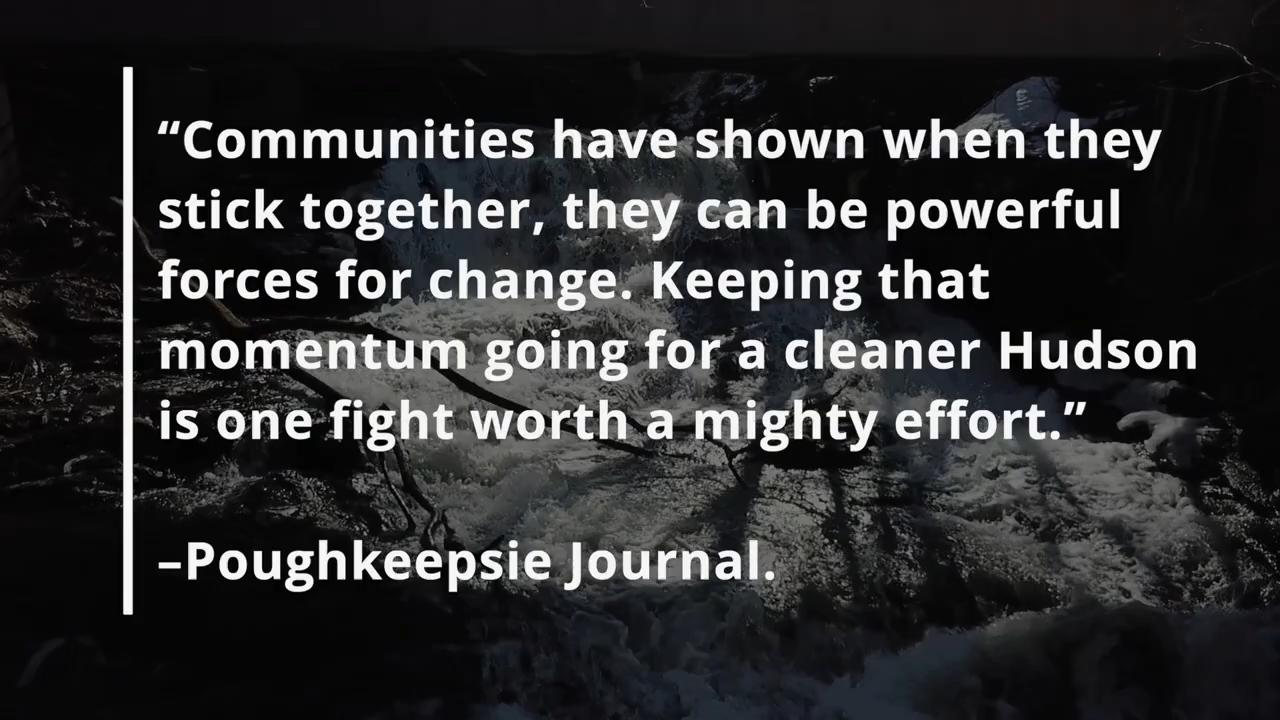 “Communities have shown when they
stick together, they can be powerful
forces for change. Keeping that
momentum going for a cleaner Hudson
is one fight worth a mighty effort.”
–Poughkeepsie Journal.